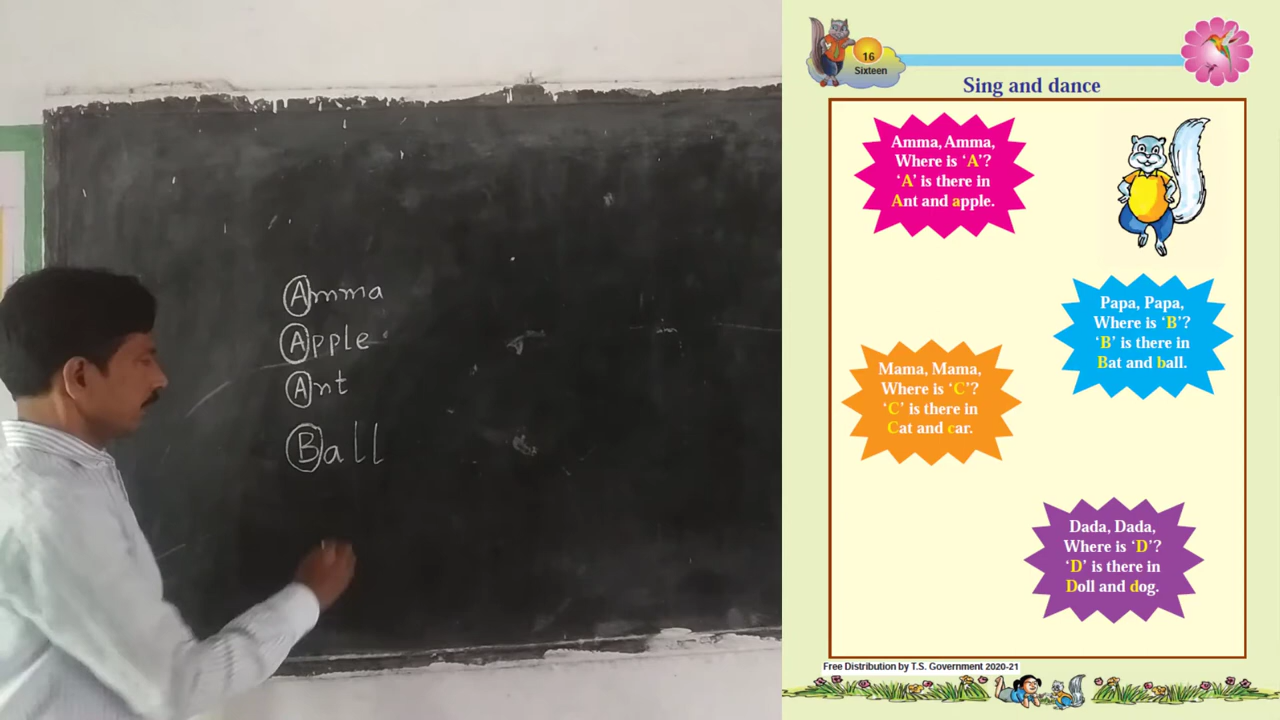 Amma
Apple
Ant
Ball
16
Sixteen
Sing and dance
Amma, Amma,
Where is ‘A’?
‘A’ is there in
Ant and apple.
Papa, Papa,
Where is ‘B’?
‘B’ is there in
Bat and ball.
Mama, Mama,
Where is ‘C’?
‘C’ is there in
Cat and car.
Dada, Dada,
Where is ‘D’?
‘D’ is there in
Doll and dog.
Free Distribution by T.S. Government 2020-21